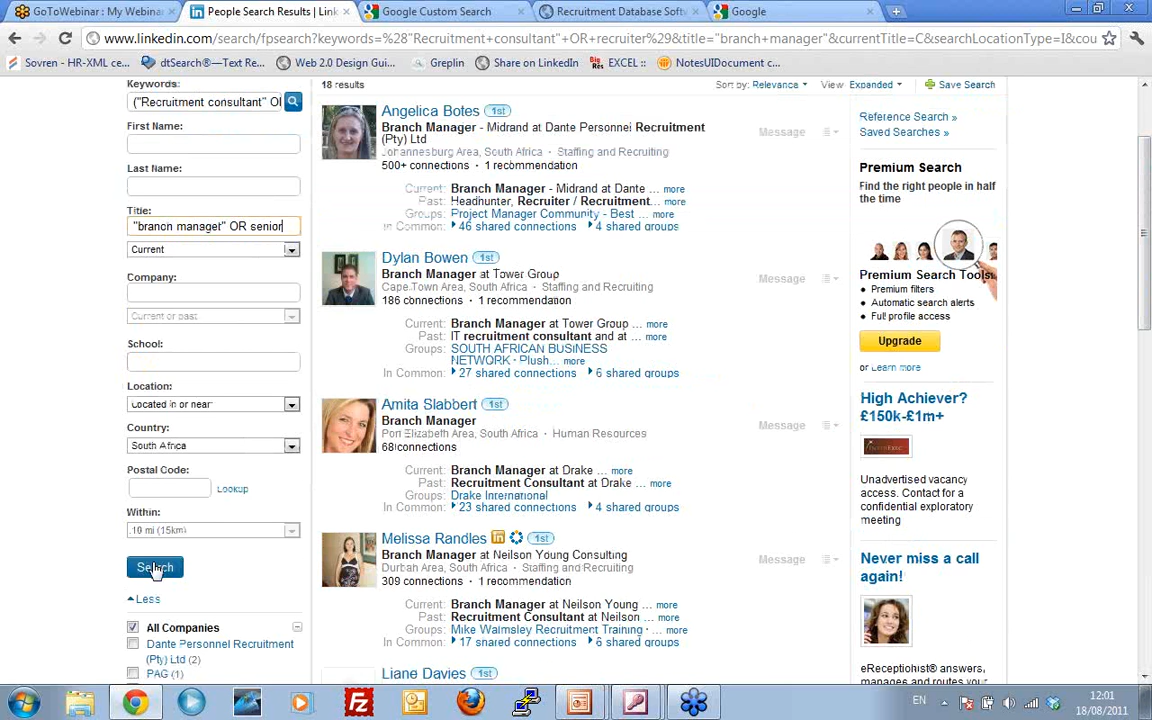 GoToWebinar : My Webinar
People Search Results | Link
Google Custom Search
Recruitment Database Softw
Google
www.linkedin.com/search/fpsearch?keywords=%28"Recruitment+consultant"+OR+recruiter%29&title="branch+manager"&currentTitle=C&searchLocationType=I&cou
Sovren - HR-XML ce...
dtSearch®—Text Re...
Web 2.0 Design Gui...
Greplin
Share on LinkedIn
EXCEL ::
NotesUIDocument c...
Keywords:
("Recruitment consultant" OI
First Name:
Last Name:
Title:
"branch managet" OR senior
Current
Company:
Current or past
School:
Location:
Located in or near:
Country:
South Africa
Postal Code:
Lookup
Within:
10 mi (15km)
Search
Less
All Companies
Dante Personnel Recruitment
(Pty) Ltd (2)
PAG (1)
18 results
Sort by: Relevance
View Expanded
Save Search
Angelica Botes 1st
Branch Manager - Midrand at Dante Personnel Recruitment
(Pty) Ltd
Johannesburg Area, South Africa · Staffing and Recruiting
500+ connections · 1 recommendation
Message
Current: Branch Manager - Midrand at Dante ... more
Past: Headhunter, Recruiter / Recruitment... more
Groups: Project Manager Community - Best ... more
In Common: 46 shared connections 4 shared groups
Dylan Bowen 1st
Branch Manager at Tower Group
Cape Town Area, South Africa · Staffing and Recruiting
186 connections · 1 recommendation
Message
Current: Branch Manager at Tower Group ... more
Past: IT recruitment consultant and at ... more
Groups: SOUTH AFRICAN BUSINESS
NETWORK · Plush... more
In Common: 27 shared connections 6 shared groups
Amita Slabbert 1st
Branch Manager
Port Elizabeth Area, South Africa · Human Resources
68 connections
Message
Current: Branch Manager at Drake ... more
Past: Recruitment Consultant at Drake ... more
Groups: Drake International
In Common: 23 shared connections 4 shared groups
Melissa Randles in 1st
Branch Manager at Neilson Young Consulting
Durban Area, South Africa · Staffing and Recruiting
309 connections · 1 recommendation
Message
Current: Branch Manager at Neilson Young ... more
Past: Recruitment Consultant at Neilson ... more
Groups: Mike Walmsley Recruitment Training · ... more
In Common: 17 shared connections 6 shared groups
Liane Davies 1st
Reference Search »
Saved Searches »
Premium Search
Find the right people in half
the time
Premium Search Tools:
• Premium filters
• Automatic search alerts
• Full profile access
Upgrade
or Learn more
High Achiever?
£150k-£1m+
Unadvertised vacancy
access. Contact for a
confidential exploratory
meeting
Never miss a call
again!
eReceptionist® answers,
EN
12:01
18/08/2011